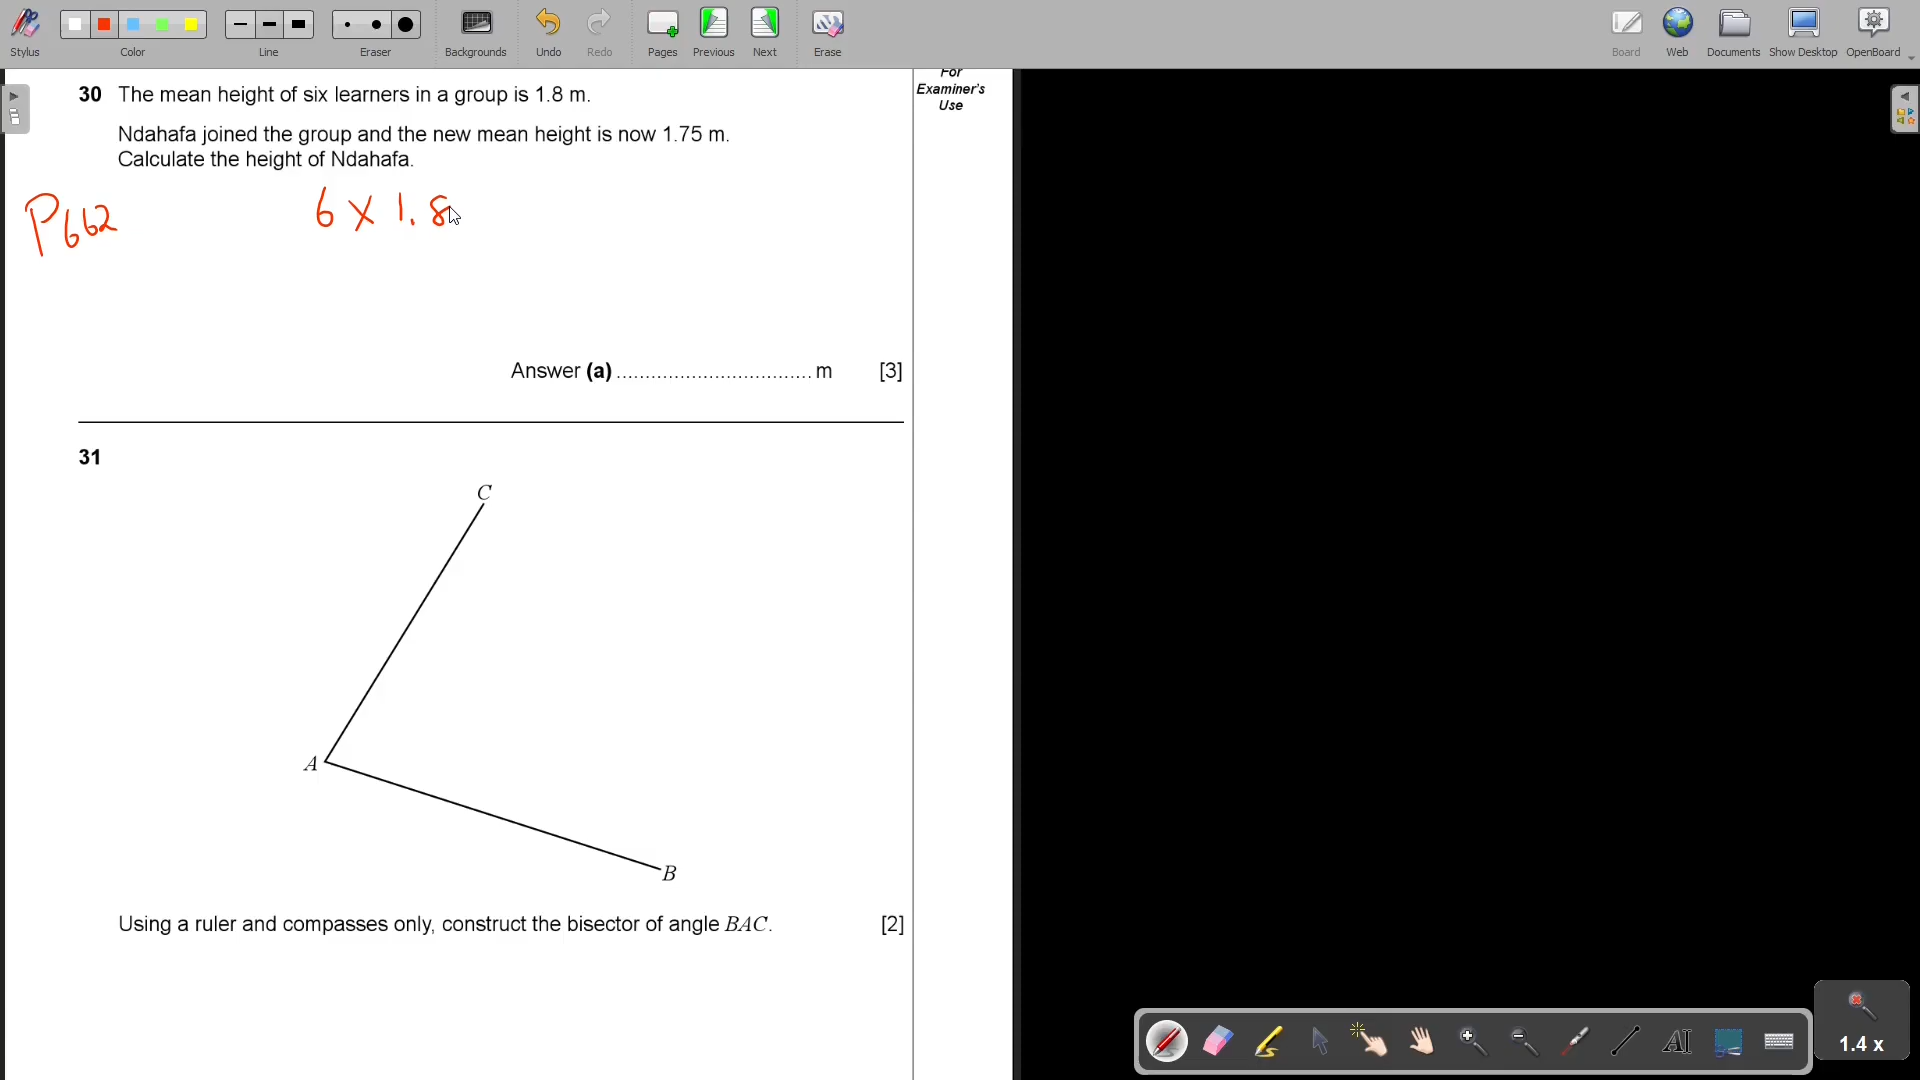 Stylus
Color
Line
Eraser
Backgrounds
Undo
Redo
Pages
Previous
Next
Erase
Board
Web
Documents
Show Desktop
OpenBoard
For
Examiner's
Use
30 The mean height of six learners in a group is 1.8 m.
Ndahafa joined the group and the new mean height is now 1.75 m.
Calculate the height of Ndahafa.
P662
6 x 1.8
Answer (a) .................................. m [3]
31
C
A
B
Using a ruler and compasses only, construct the bisector of angle BAC. [2]
AI
1.4 x